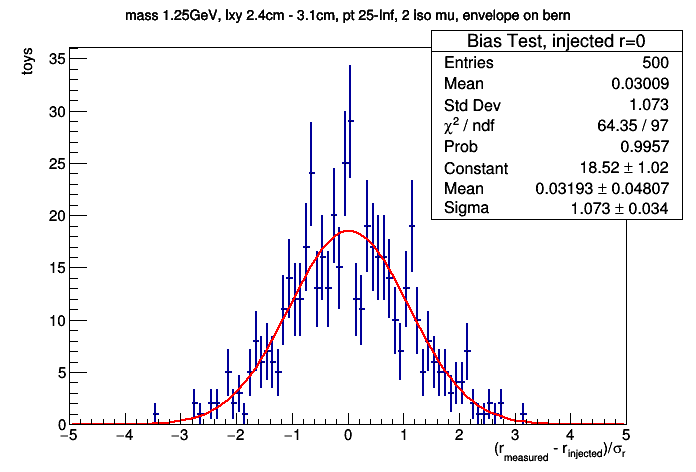 mass 1.25GeV, lxy 2.4cm - 3.1cm, pt 25-Inf, 2 Iso mu, envelope on bern
Bias Test, injected r=0
Entries 500
Mean 0.03009
Std Dev 1.073
χ² / ndf 64.35 / 97
Prob 0.9957
Constant 18.52 ± 1.02
Mean 0.03193 ± 0.04807
Sigma 1.073 ± 0.034
toys
35
30
25
20
15
10
5
0
−5 −4 −3 −2 −1 0 1 2 3 4 5
(r_measured - r_injected)/σ_r